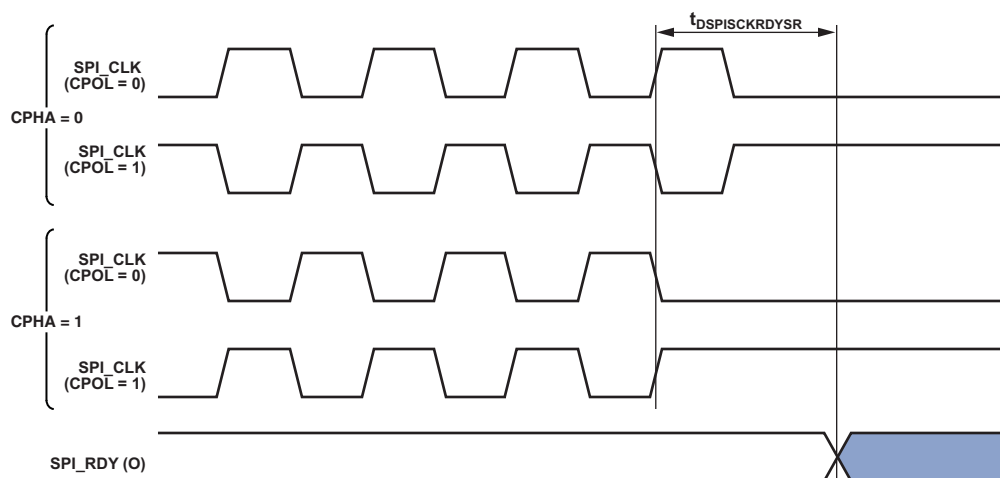 tDSPISCKRDYSR
SPI_CLK
(CPOL = 0)
CPHA = 0
SPI_CLK
(CPOL = 1)
SPI_CLK
(CPOL = 0)
CPHA = 1
SPI_CLK
(CPOL = 1)
SPI_RDY (O)